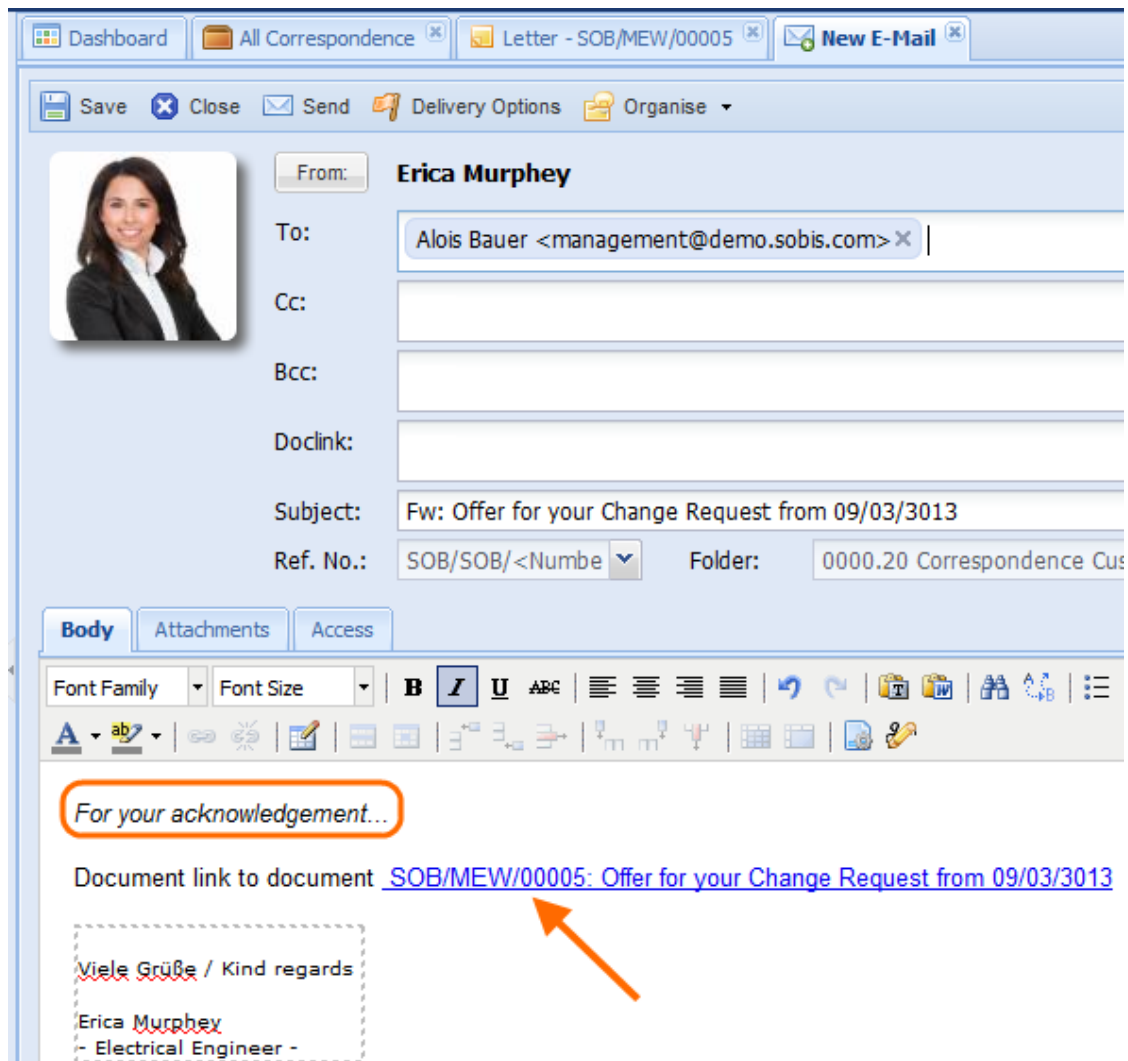 Dashboard All Correspondence Letter - SOB/MEW/00005 New E-Mail
Save Close Send Delivery Options Organise
From: Erica Murphey
To: Alois Bauer <management@demo.sobis.com>
Cc:
Bcc:
Doclink:
Subject: Fw: Offer for your Change Request from 09/03/3013
Ref. No.: SOB/SOB/<Numbe Folder: 0000.20 Correspondence Cus
Body Attachments Access
Font Family Font Size B I U ABC
A ab
For your acknowledgement...
Document link to document SOB/MEW/00005: Offer for your Change Request from 09/03/3013
Viele Grüße / Kind regards
Erica Murphey
- Electrical Engineer -